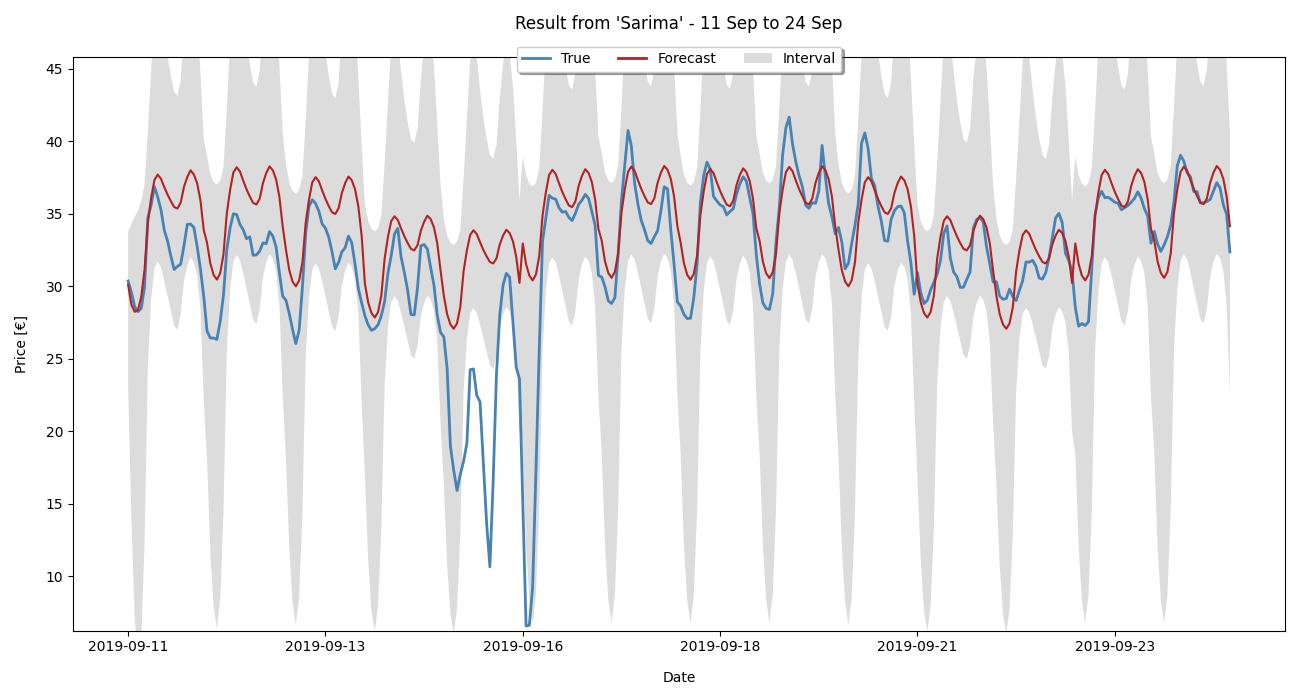 Result from 'Sarima' - 11 Sep to 24 Sep
True Forecast Interval
45
40
35
30
25
20
15
10
Price [€]
2019-09-11 2019-09-13 2019-09-16 2019-09-18 2019-09-21 2019-09-23
Date